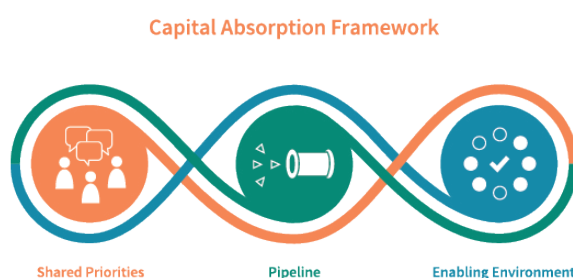 Capital Absorption Framework
Shared Priorities
Pipeline
Enabling Environment